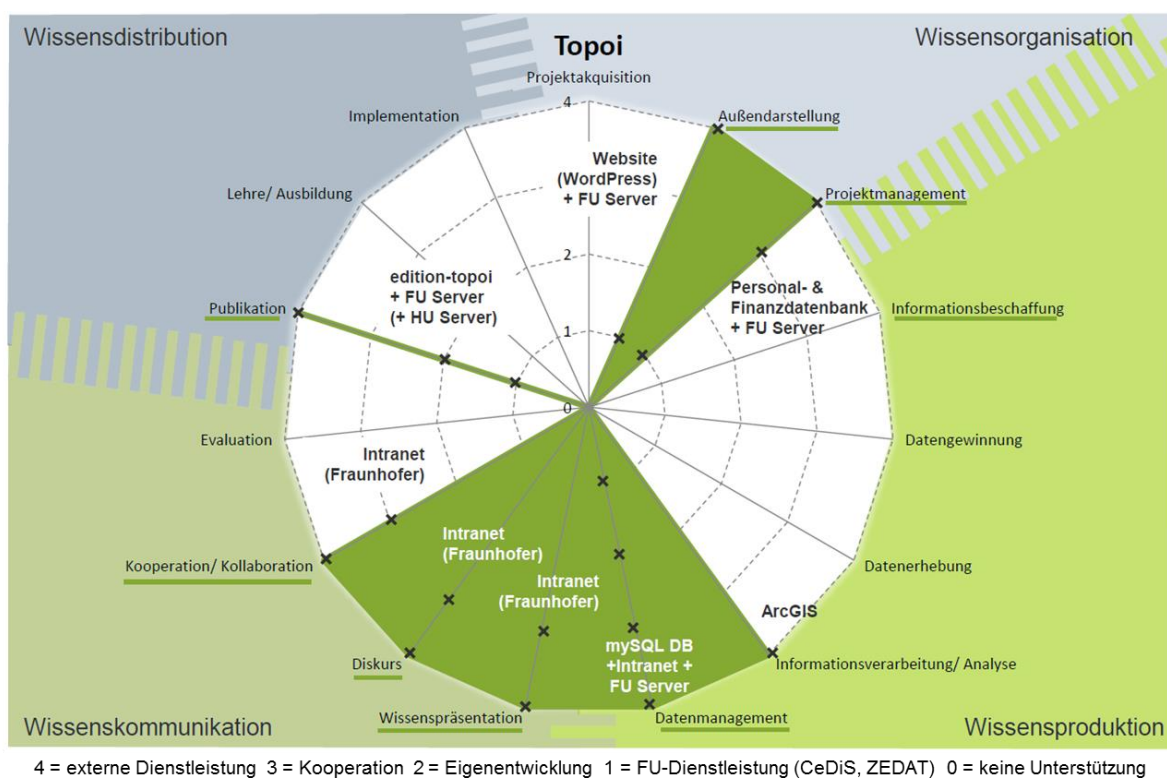 Wissensdistribution
Topoi
Wissensorganisation
Projektakquisition
4
Implementation
Außendarstellung
Website
(WordPress)
+ FU Server
Lehre/ Ausbildung
Projektmanagement
2
edition-topoi
+ FU Server
(+ HU Server)
Personal- &
Finanzdatenbank
+ FU Server
Publikation
Informationsbeschaffung
1
0
Evaluation
Datengewinnung
Intranet
(Fraunhofer)
Intranet
(Fraunhofer)
Kooperation/ Kollaboration
Datenerhebung
Intranet
(Fraunhofer)
ArcGIS
mySQL DB
+Intranet +
FU Server
Diskurs
Informationsverarbeitung/ Analyse
Wissenspräsentation
Datenmanagement
Wissenskommunikation
Wissensproduktion
4 = externe Dienstleistung 3 = Kooperation 2 = Eigenentwicklung 1 = FU-Dienstleistung (CeDiS, ZEDAT) 0 = keine Unterstützung